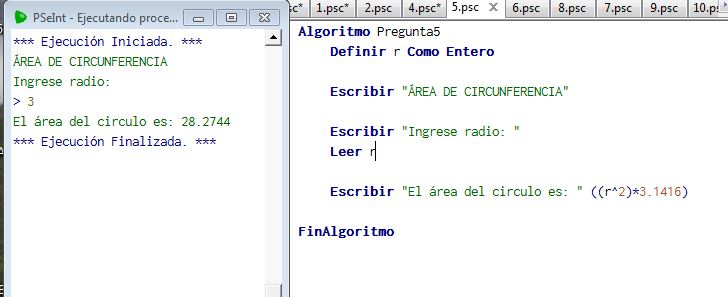 PSeInt - Ejecutando proce...
*** Ejecución Iniciada. ***
ÁREA DE CIRCUNFERENCIA
Ingrese radio:
> 3
El área del circulo es: 28.2744
*** Ejecución Finalizada. ***
1.psc* 2.psc 4.psc* 5.psc 6.psc 8.psc 7.psc 9.psc 10.psc
Algoritmo Pregunta5
Definir r Como Entero
Escribir "ÁREA DE CIRCUNFERENCIA"
Escribir "Ingrese radio: "
Leer r
Escribir "El área del circulo es: " ((r^2)*3.1416)
FinAlgoritmo